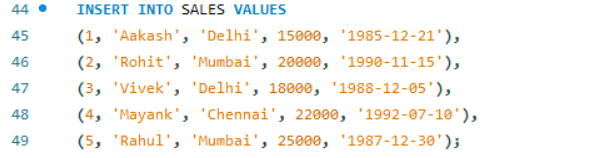 44 INSERT INTO SALES VALUES
45 (1, 'Aakash', 'Delhi', 15000, '1985-12-21'),
46 (2, 'Rohit', 'Mumbai', 20000, '1990-11-15'),
47 (3, 'Vivek', 'Delhi', 18000, '1988-12-05'),
48 (4, 'Mayank', 'Chennai', 22000, '1992-07-10'),
49 (5, 'Rahul', 'Mumbai', 25000, '1987-12-30');